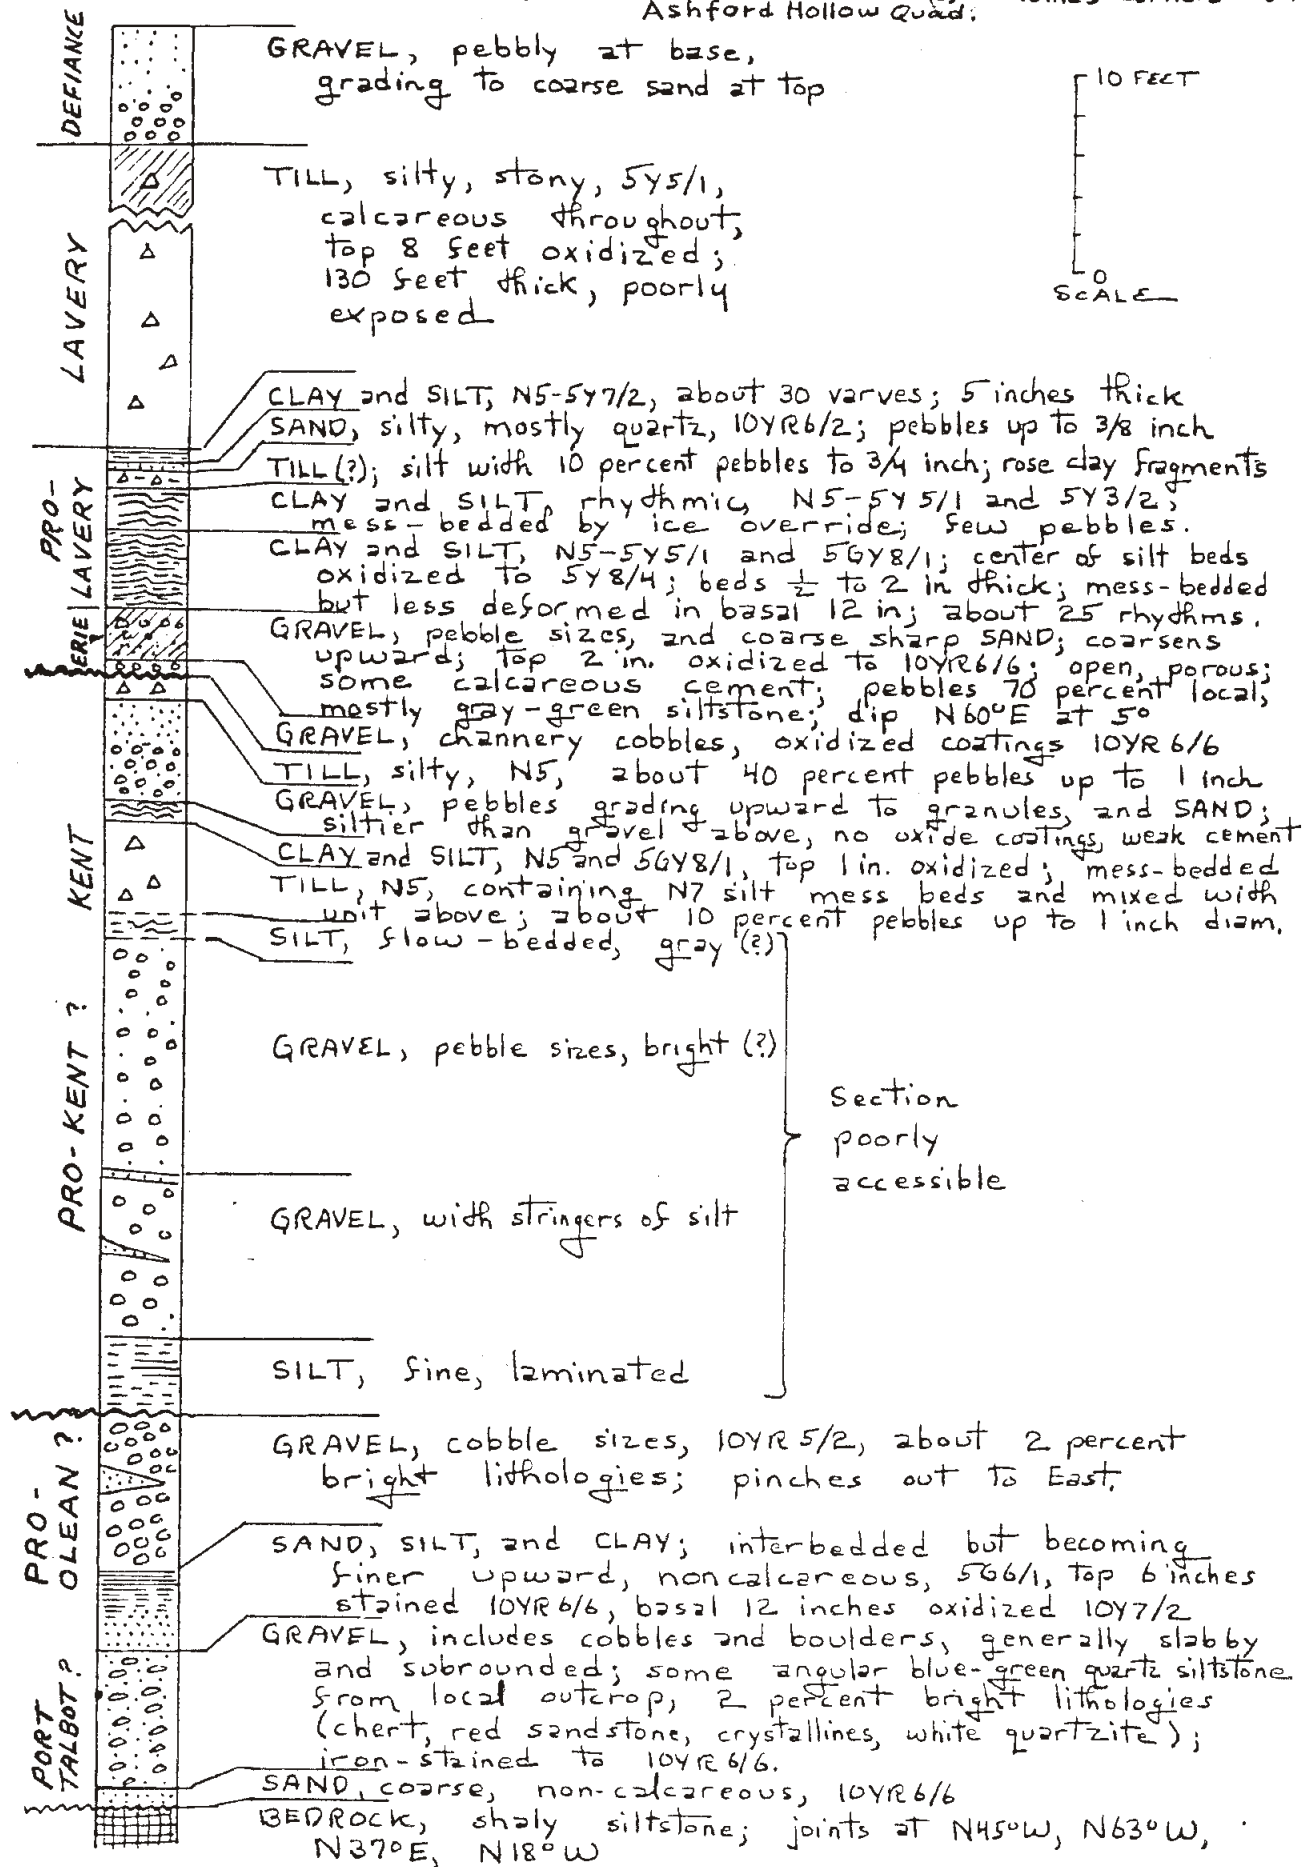 Ashford Hollow Quad.
DEFIANCE
GRAVEL, pebbly at base,
grading to coarse sand at top
10 FEET
0
SCALE
LAVERY
TILL, silty, stony, 5Y5/1,
calcareous throughout,
top 8 feet oxidized;
130 feet thick, poorly
exposed
CLAY and SILT, N5-5Y7/2, about 30 varves; 5 inches thick
SAND, silty, mostly quartz, 10YR6/2; pebbles up to 3/8 inch
TILL(?); silt with 10 percent pebbles to 3/4 inch; rose clay fragments
PRO-
LAVERY
CLAY and SILT, rhythmic, N5-5Y 5/1 and 5Y3/2;
mess-bedded by ice override; few pebbles.
CLAY and SILT, N5-5Y5/1 and 5GY8/1; center of silt beds
oxidized to 5Y8/4; beds ½ to 2 in thick; mess-bedded
but less deformed in basal 12 in; about 25 rhythms.
ERIE
GRAVEL, pebble sizes, and coarse sharp SAND; coarsens
upward; top 2 in. oxidized to 10YR6/6; open, porous;
some calcareous cement; pebbles 70 percent local,
mostly gray-green siltstone; dip N60°E at 5°
GRAVEL, channery cobbles, oxidized coatings 10YR 6/6
TILL, silty, N5, about 40 percent pebbles up to 1 inch
GRAVEL, pebbles grading upward to granules, and SAND;
siltier than gravel above, no oxide coatings, weak cement
KENT
CLAY and SILT, N5 and 5GY8/1, top 1 in. oxidized; mess-bedded
TILL, N5, containing N7 silt mess beds and mixed with
unit above; about 10 percent pebbles up to 1 inch diam.
SILT, flow-bedded, gray (?)
PRO-KENT ?
GRAVEL, pebble sizes, bright (?)
Section
poorly
accessible
GRAVEL, with stringers of silt
SILT, fine, laminated
PRO-
OLEAN ?
GRAVEL, cobble sizes, 10YR 5/2, about 2 percent
bright lithologies; pinches out to East.
SAND, SILT, and CLAY; interbedded but becoming
finer upward, noncalcareous, 5G6/1, top 6 inches
stained 10YR 6/6, basal 12 inches oxidized 10Y7/2
PORT
TALBOT ?
GRAVEL, includes cobbles and boulders, generally slabby
and subrounded; some angular blue-green quartz siltstone
from local outcrop, 2 percent bright lithologies
(chert, red sandstone, crystallines, white quartzite);
iron-stained to 10YR 6/6.
SAND, coarse, non-calcareous, 10YR6/6
BEDROCK, shaly siltstone; joints at N45°W, N63°W,
N37°E, N18°W